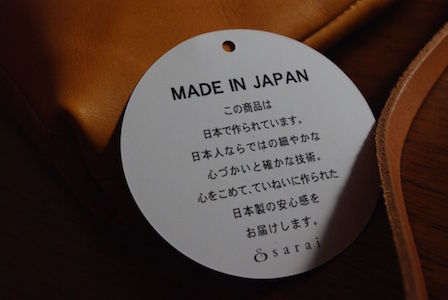 MADE IN JAPAN
この商品は
日本で作られています。
日本人ならではの細やかな
心づかいと確かな技術。
心をこめて、ていねいに作られた
日本製の安心感を
お届けします。
sarai